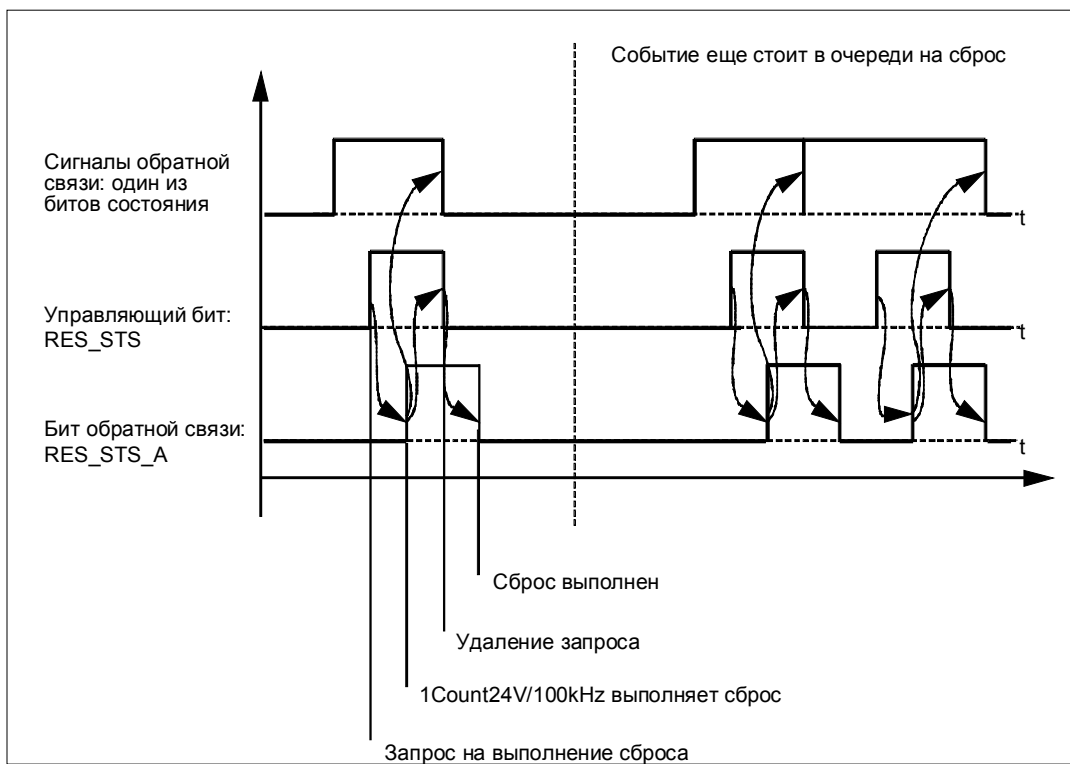 Событие еще стоит в очереди на сброс
Сигналы обратной
связи: один из
битов состояния
t
Управляющий бит:
RES_STS
t
Бит обратной связи:
RES_STS_A
t
Сброс выполнен
Удаление запроса
1Count24V/100kHz выполняет сброс
Запрос на выполнение сброса